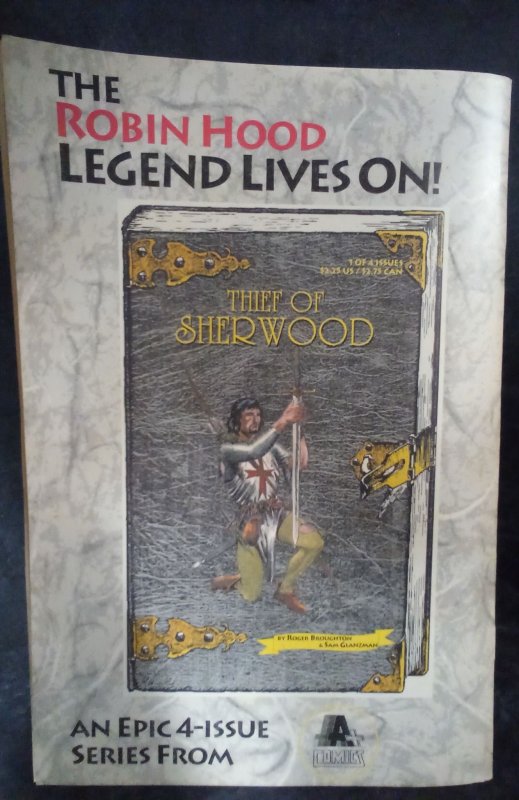 THE
ROBIN HOOD
LEGEND LIVES ON!
1 OF 4 ISSUES
$2.25 US / $2.75 CAN
THIEF OF
SHERWOOD
BY ROGER BROUGHTON
& SAM GLANZMAN
AN EPIC 4-ISSUE
SERIES FROM
A+
COMICS